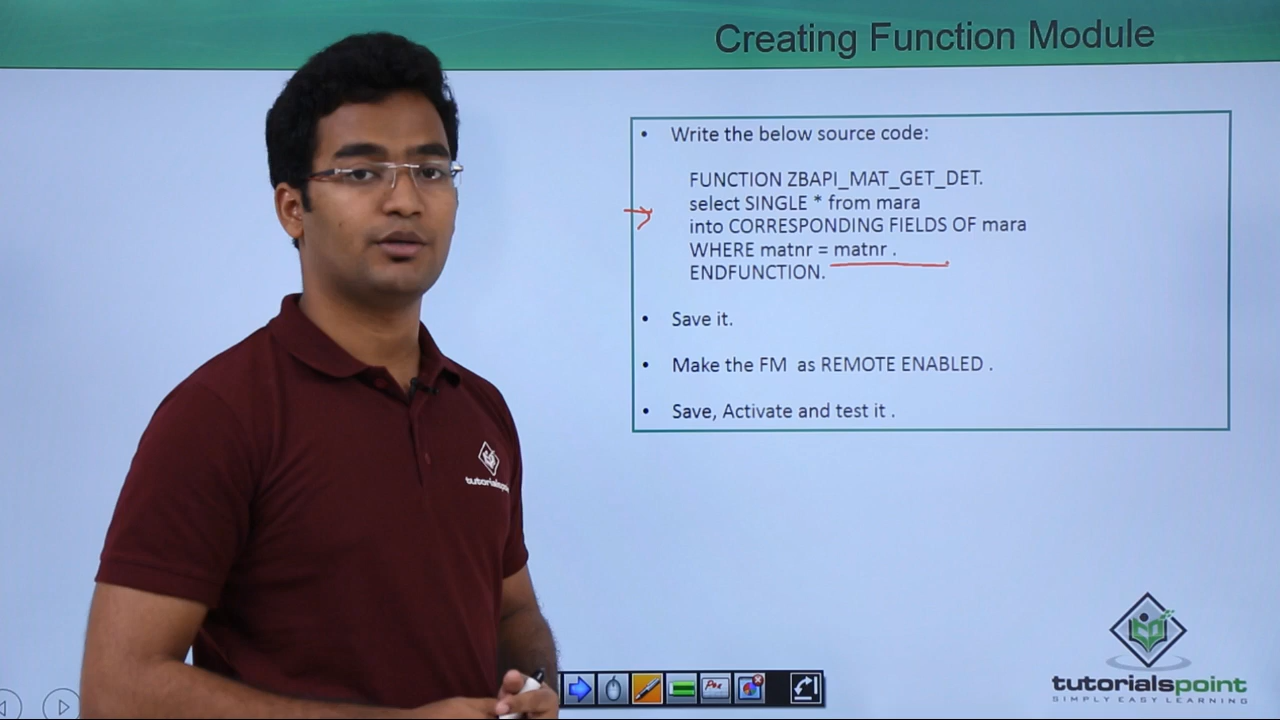 Creating Function Module
• Write the below source code:
FUNCTION ZBAPI_MAT_GET_DET.
select SINGLE * from mara
into CORRESPONDING FIELDS OF mara
WHERE matnr = matnr .
ENDFUNCTION.
• Save it.
• Make the FM as REMOTE ENABLED .
• Save, Activate and test it .
tutorialspoin
tutorialspoint
SIMPLY EASY LEARNING